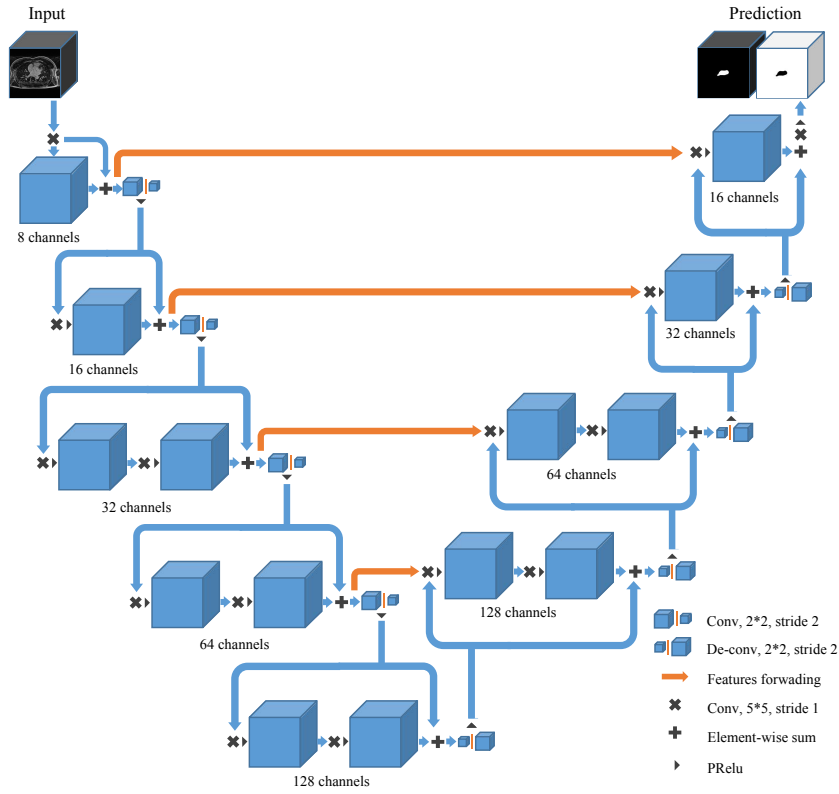 Input
Prediction
8 channels
16 channels
16 channels
32 channels
32 channels
64 channels
64 channels
128 channels
128 channels
Conv, 2*2, stride 2
De-conv, 2*2, stride 2
Features forwading
Conv, 5*5, stride 1
Element-wise sum
PRelu